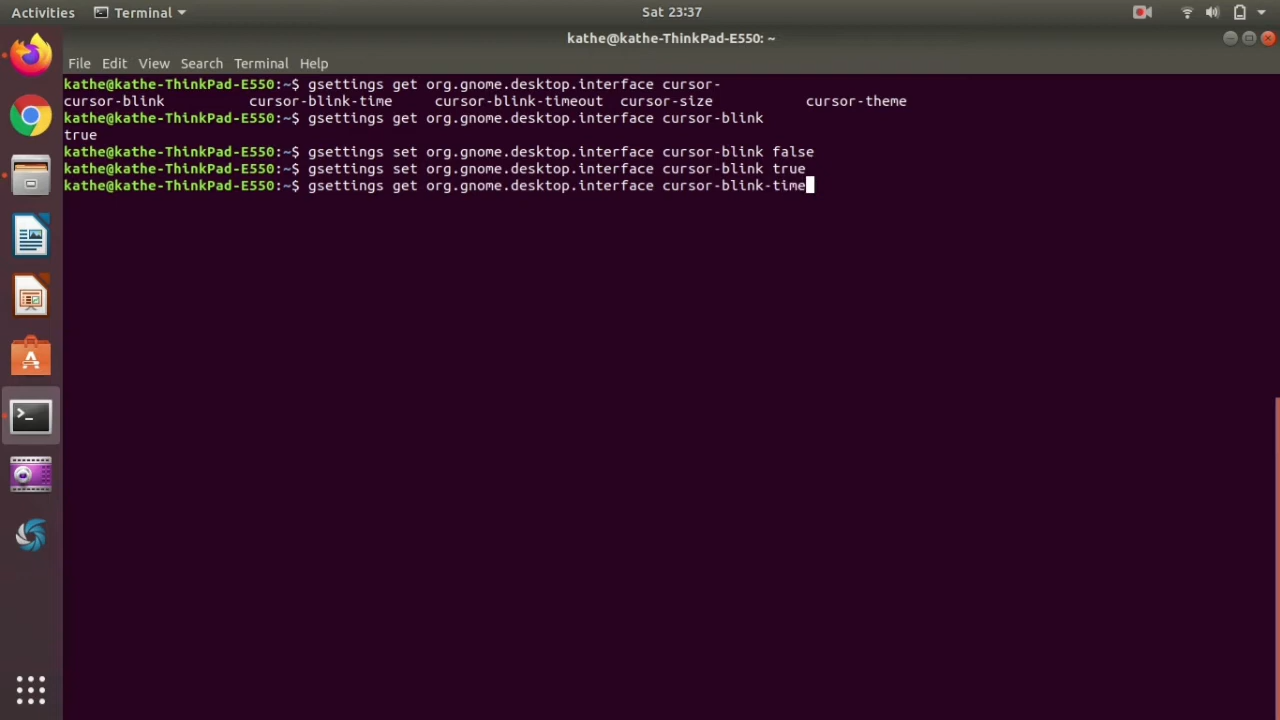 Activities Terminal Sat 23:37
kathe@kathe-ThinkPad-E550: ~
File Edit View Search Terminal Help
kathe@kathe-ThinkPad-E550:~$ gsettings get org.gnome.desktop.interface cursor-
cursor-blink cursor-blink-time cursor-blink-timeout cursor-size cursor-theme
kathe@kathe-ThinkPad-E550:~$ gsettings get org.gnome.desktop.interface cursor-blink
true
kathe@kathe-ThinkPad-E550:~$ gsettings set org.gnome.desktop.interface cursor-blink false
kathe@kathe-ThinkPad-E550:~$ gsettings set org.gnome.desktop.interface cursor-blink true
kathe@kathe-ThinkPad-E550:~$ gsettings get org.gnome.desktop.interface cursor-blink-time